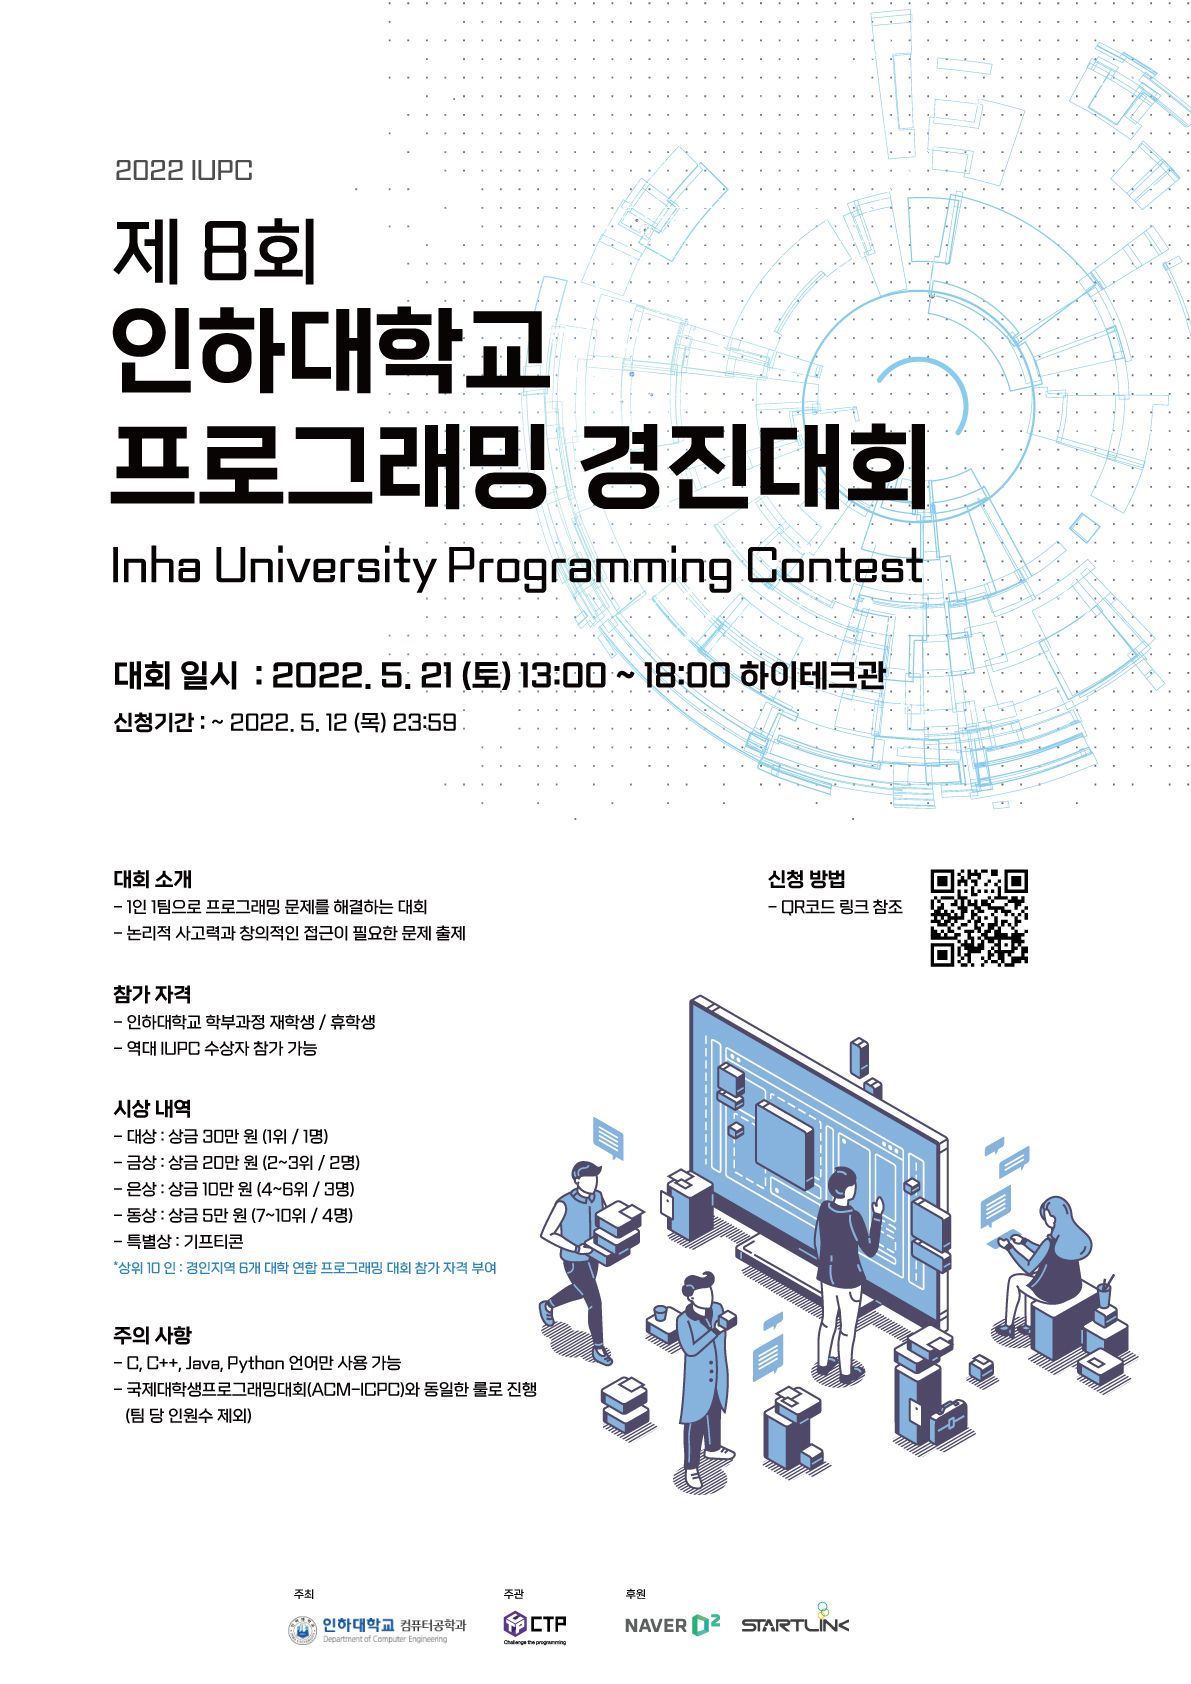 2022 IUPC
제 8회
인하대학교
프로그래밍 경진대회
Inha University Programming Contest
대회 일시 : 2022. 5. 21 (토) 13:00 ~ 18:00 하이테크관
신청기간 : ~ 2022. 5. 12 (목) 23:59
대회 소개
- 1인 1팀으로 프로그래밍 문제를 해결하는 대회
- 논리적 사고력과 창의적인 접근이 필요한 문제 출제
신청 방법
- QR코드 링크 참조
참가 자격
- 인하대학교 학부과정 재학생 / 휴학생
- 역대 IUPC 수상자 참가 가능
시상 내역
- 대상 : 상금 30만 원 (1위 / 1명)
- 금상 : 상금 20만 원 (2~3위 / 2명)
- 은상 : 상금 10만 원 (4~6위 / 3명)
- 동상 : 상금 5만 원 (7~10위 / 4명)
- 특별상 : 기프티콘
*상위 10 인 : 경인지역 6개 대학 연합 프로그래밍 대회 참가 자격 부여
주의 사항
- C, C++, Java, Python 언어만 사용 가능
- 국제대학생프로그래밍대회(ACM-ICPC)와 동일한 룰로 진행
(팀 당 인원수 제외)
주최
인하대학교 컴퓨터공학과
Department of Computer Engineering
주관
CTP
Challenge the programming
후원
NAVER D2
STARTLINK